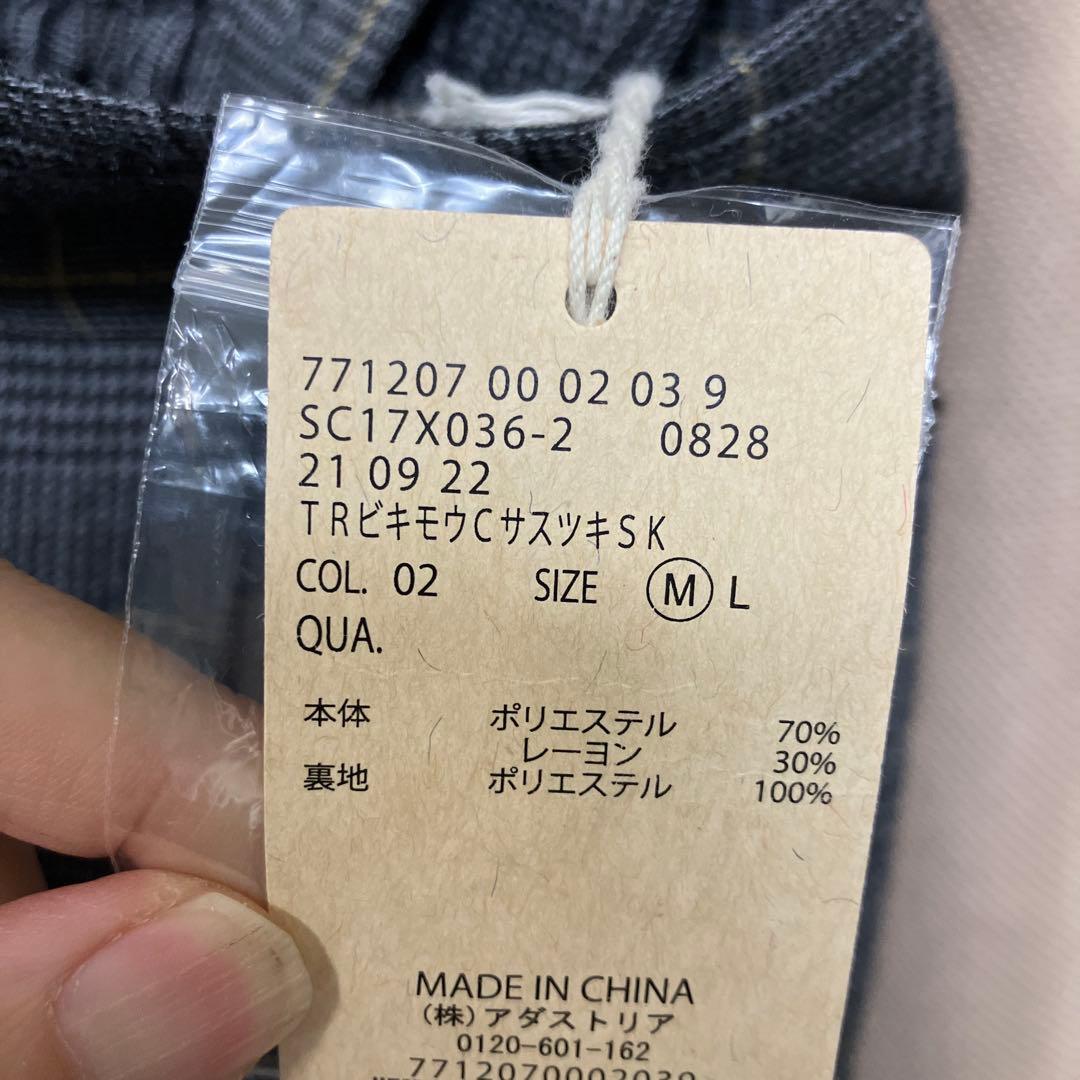 771207 00 02 03 9
SC17X036-2 0828
21 09 22
TRビキモウCサスツキSK
COL. 02 SIZE M L
QUA.
本体 ポリエステル 70%
レーヨン 30%
裏地 ポリエステル 100%
MADE IN CHINA
(株)アダストリア
0120-601-162
7712070002039